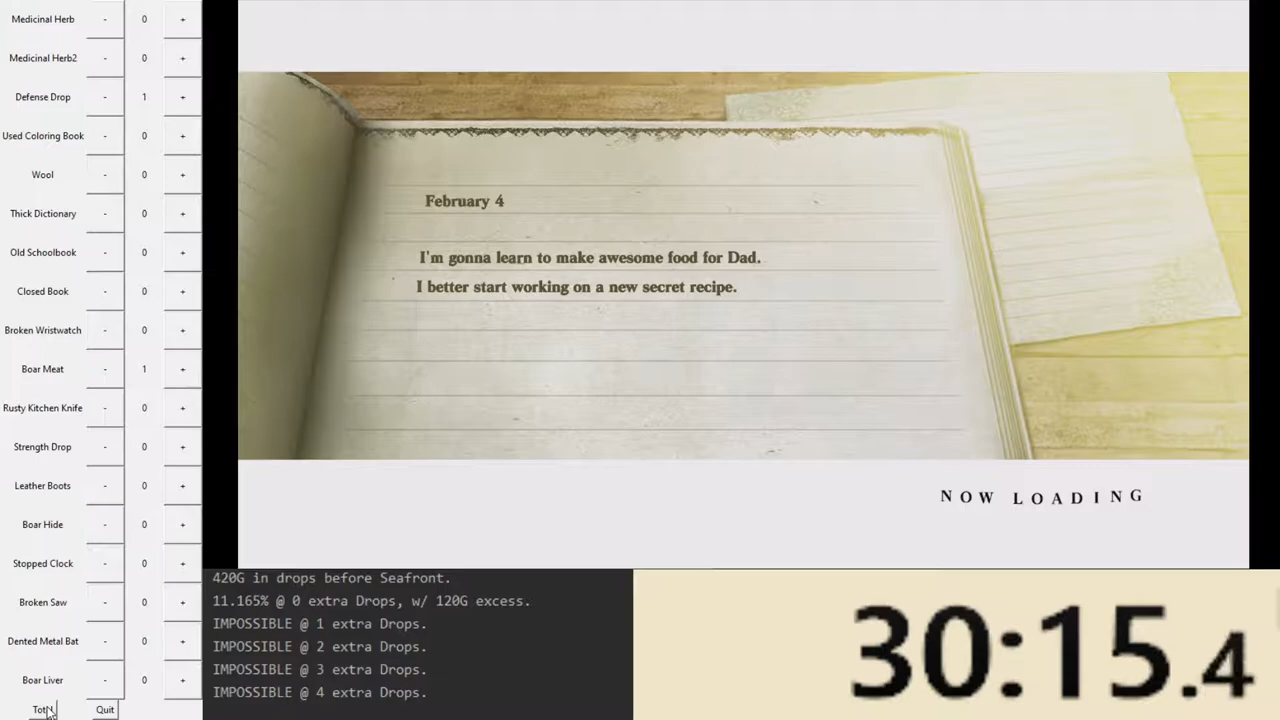 Medicinal Herb - 0 +
Medicinal Herb2 - 0 +
Defense Drop - 1 +
Used Coloring Book - 0 +
Wool - 0 +
Thick Dictionary - 0 +
Old Schoolbook - 0 +
Closed Book - 0 +
Broken Wristwatch - 0 +
Boar Meat - 1 +
Rusty Kitchen Knife - 0 +
Strength Drop - 0 +
Leather Boots - 0 +
Boar Hide - 0 +
Stopped Clock - 0 +
Broken Saw - 0 +
Dented Metal Bat - 0 +
Boar Liver - 0 +
Quit
February 4
I'm gonna learn to make awesome food for Dad.
I better start working on a new secret recipe.
NOW LOADING
420G in drops before Seafront.
11.165% @ 0 extra Drops, w/ 120G excess.
IMPOSSIBLE @ 1 extra Drops.
IMPOSSIBLE @ 2 extra Drops.
IMPOSSIBLE @ 3 extra Drops.
IMPOSSIBLE @ 4 extra Drops.
30:15.4